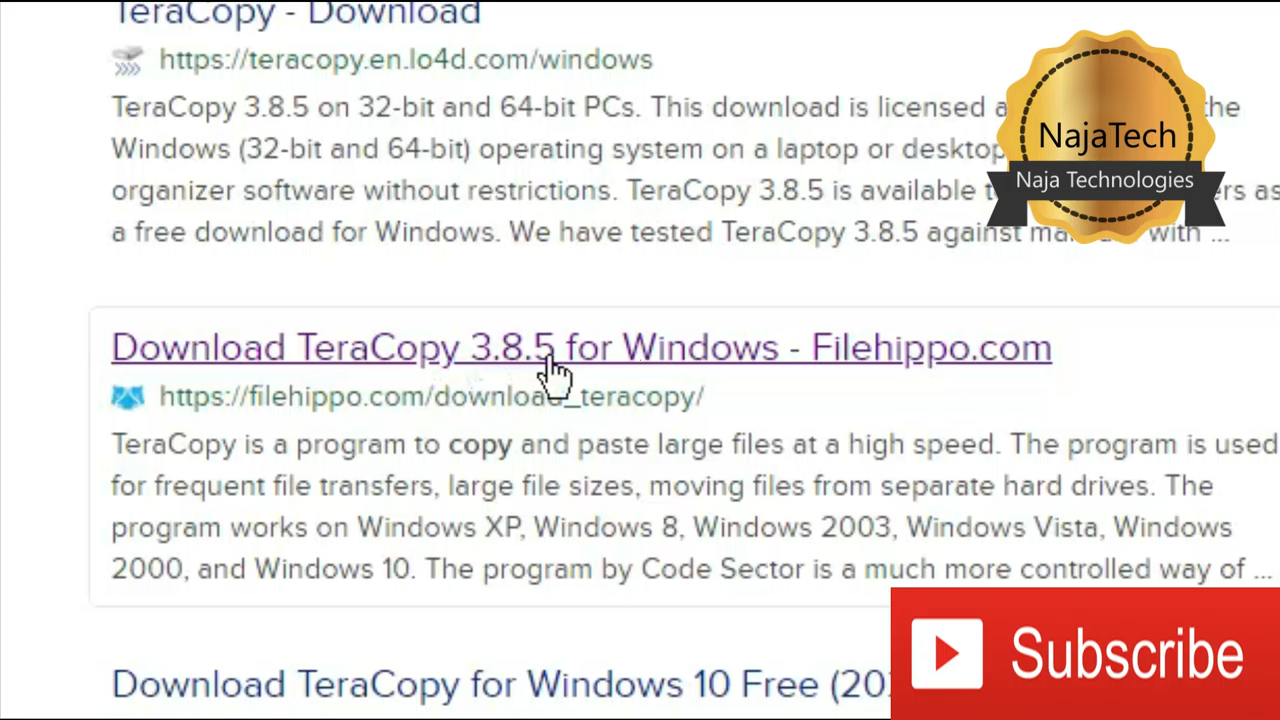 TeraCopy - Download
https://teracopy.en.lo4d.com/windows
TeraCopy 3.8.5 on 32-bit and 64-bit PCs. This download is licensed a the
Windows (32-bit and 64-bit) operating system on a laptop or desktop
organizer software without restrictions. TeraCopy 3.8.5 is available ers as
a free download for Windows. We have tested TeraCopy 3.8.5 against with ...
NajaTech
Naja Technologies
Download TeraCopy 3.8.5 for Windows - Filehippo.com
https://filehippo.com/download_teracopy/
TeraCopy is a program to copy and paste large files at a high speed. The program is used
for frequent file transfers, large file sizes, moving files from separate hard drives. The
program works on Windows XP, Windows 8, Windows 2003, Windows Vista, Windows
2000, and Windows 10. The program by Code Sector is a much more controlled way of ...
Download TeraCopy for Windows 10 Free (20
Subscribe